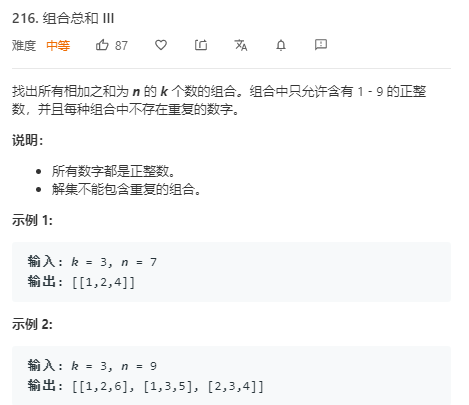 216. 组合总和 III
难度 中等 87
找出所有相加之和为 n 的 k 个数的组合。组合中只允许含有 1 - 9 的正整
数，并且每种组合中不存在重复的数字。
说明：
• 所有数字都是正整数。
• 解集不能包含重复的组合。
示例 1:
输入: k = 3, n = 7
输出: [[1,2,4]]
示例 2:
输入: k = 3, n = 9
输出: [[1,2,6], [1,3,5], [2,3,4]]